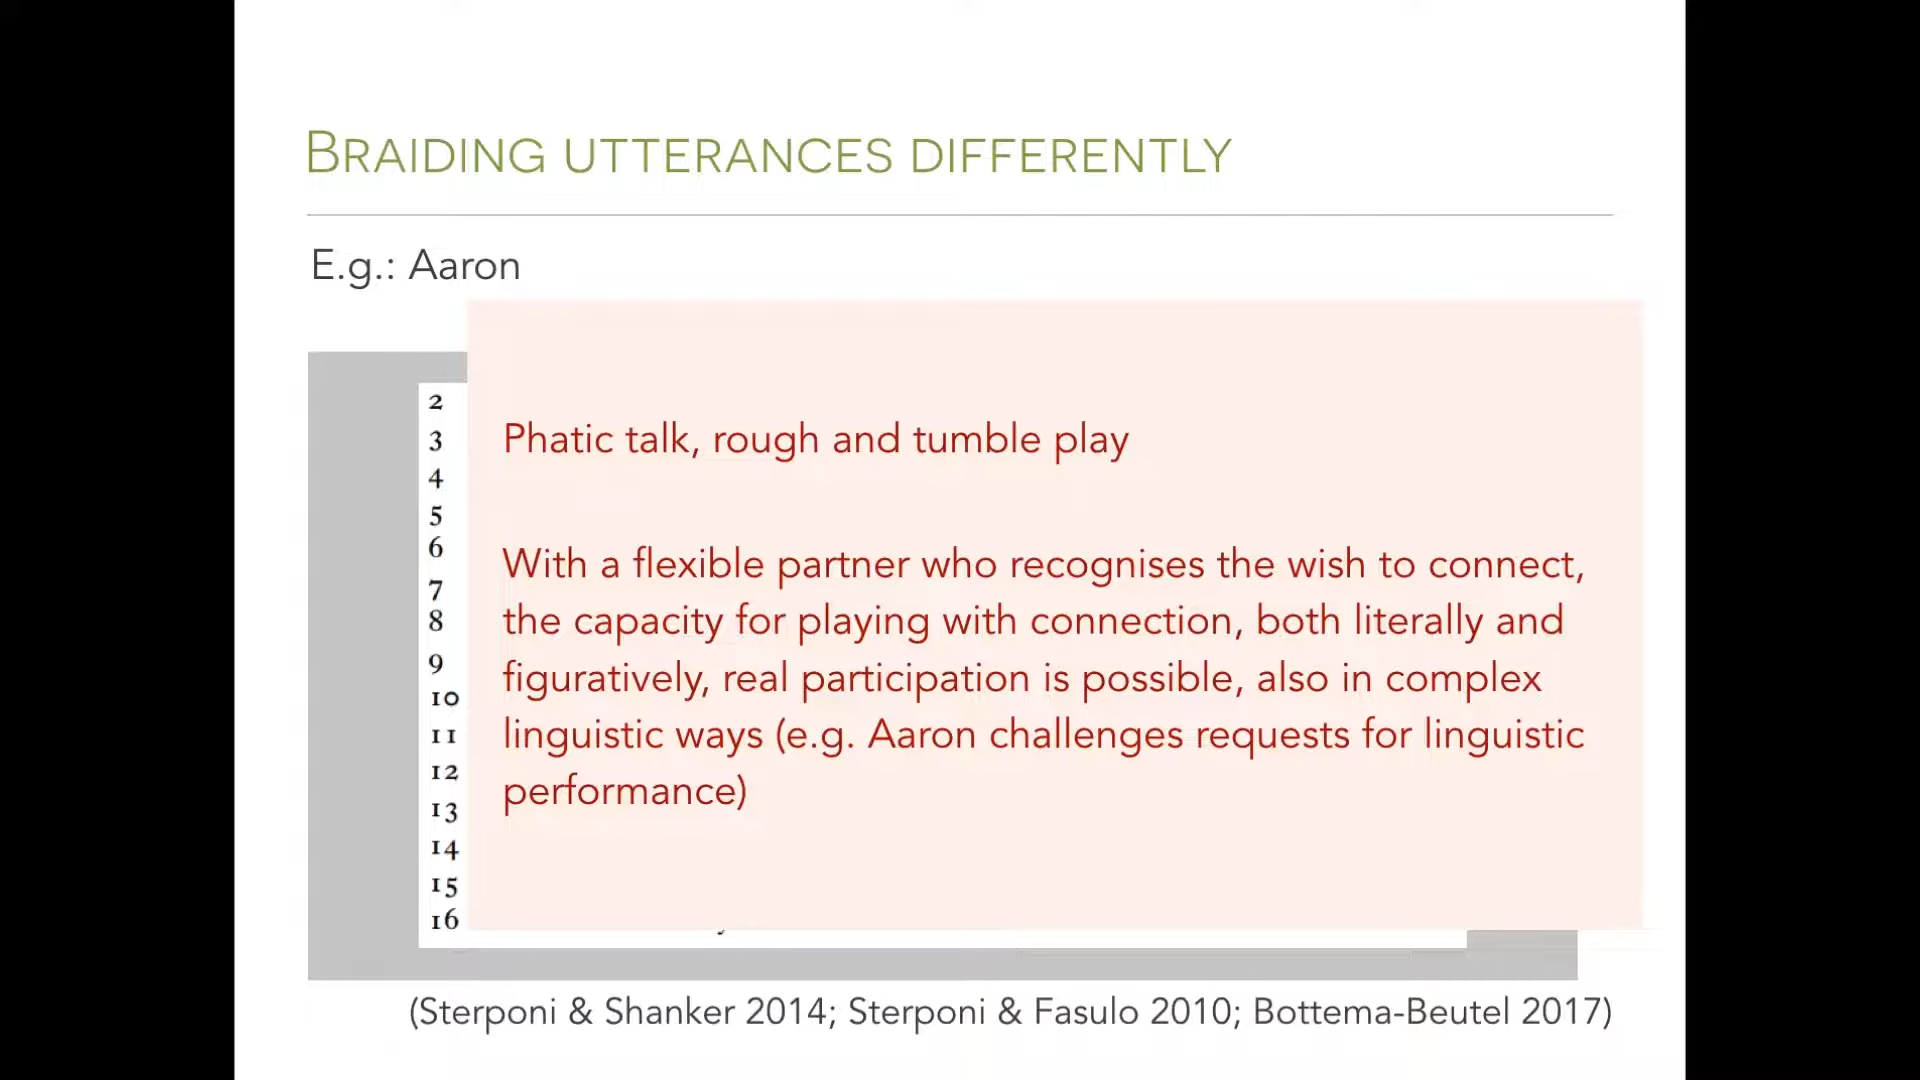 BRAIDING UTTERANCES DIFFERENTLY
E.g.: Aaron
2
3
4
5
6
7
8
9
10
11
12
13
14
15
16
Phatic talk, rough and tumble play
With a flexible partner who recognises the wish to connect,
the capacity for playing with connection, both literally and
figuratively, real participation is possible, also in complex
linguistic ways (e.g. Aaron challenges requests for linguistic
performance)
(Sterponi & Shanker 2014; Sterponi & Fasulo 2010; Bottema-Beutel 2017)